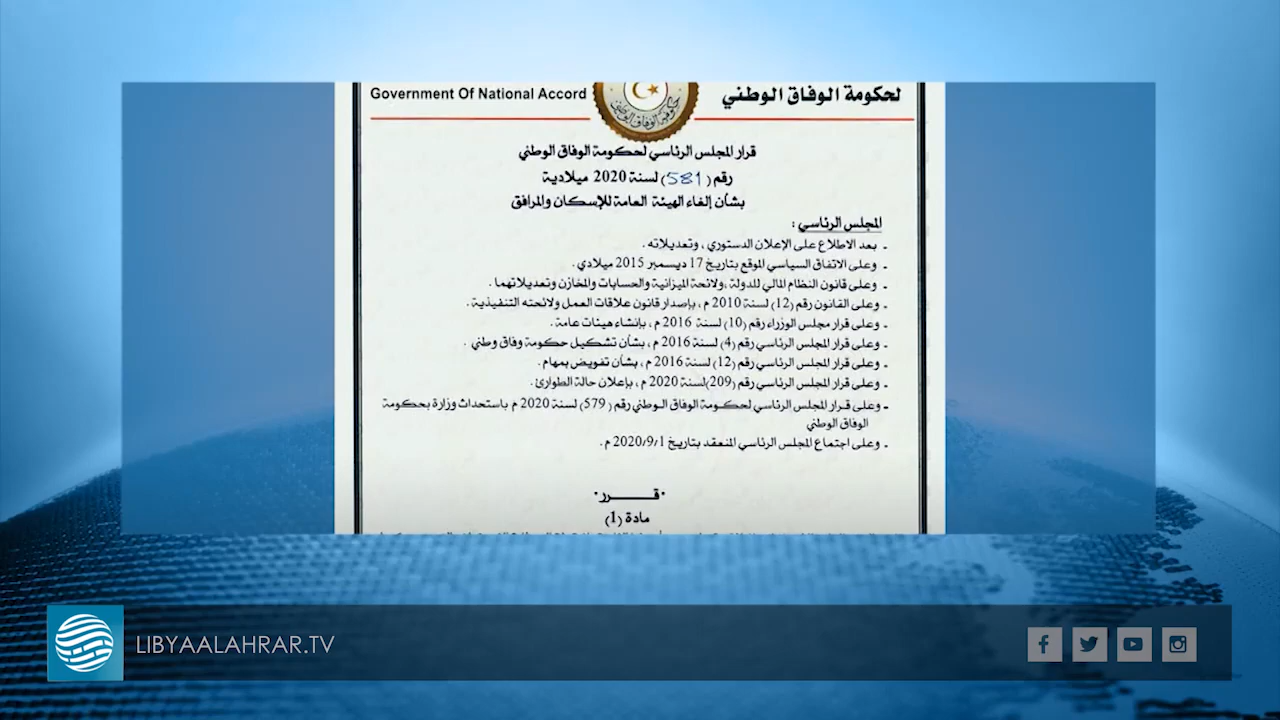 Government Of National Accord
لحكومة الوفاق الوطني
حكومة الوفاق الوطني
قرار المجلس الرئاسي لحكومة الوفاق الوطني
رقم (581) لسنة 2020 ميلادية
بشأن إلغاء الهيئة العامة للإسكان والمرافق
المجلس الرئاسي :
- بعد الاطلاع على الإعلان الدستوري ، وتعديلاته .
- وعلى الاتفاق السياسي الموقع بتاريخ 17 ديسمبر 2015 ميلادي .
- وعلى قانون النظام المالي للدولة ،ولائحة الميزانية والحسابات والمخازن وتعديلاتهما .
- وعلى القانون رقم (12) لسنة 2010 م ، بإصدار قانون علاقات العمل ولائحته التنفيذية .
- وعلى قرار مجلس الوزراء رقم (10) لسنة 2016 م ، بإنشاء هيئات عامة .
- وعلى قرار المجلس الرئاسي رقم (4) لسنة 2016 م ، بشأن تشكيل حكومة وفاق وطني .
- وعلى قرار المجلس الرئاسي رقم (12) لسنة 2016 م ، بشأن تفويض بمهام .
- وعلى قرار المجلس الرئاسي رقم (209)لسنة 2020 م ، بإعلان حالة الطوارئ .
- وعلى قرار المجلس الرئاسي لحكومة الوفاق الوطني رقم (579) لسنة 2020 م باستحداث وزارة بحكومة
الوفاق الوطني
- وعلى اجتماع المجلس الرئاسي المنعقد بتاريخ 2020/9/1 م .
• قــــــرر •
مادة (1)
LIBYAALAHRAR.TV